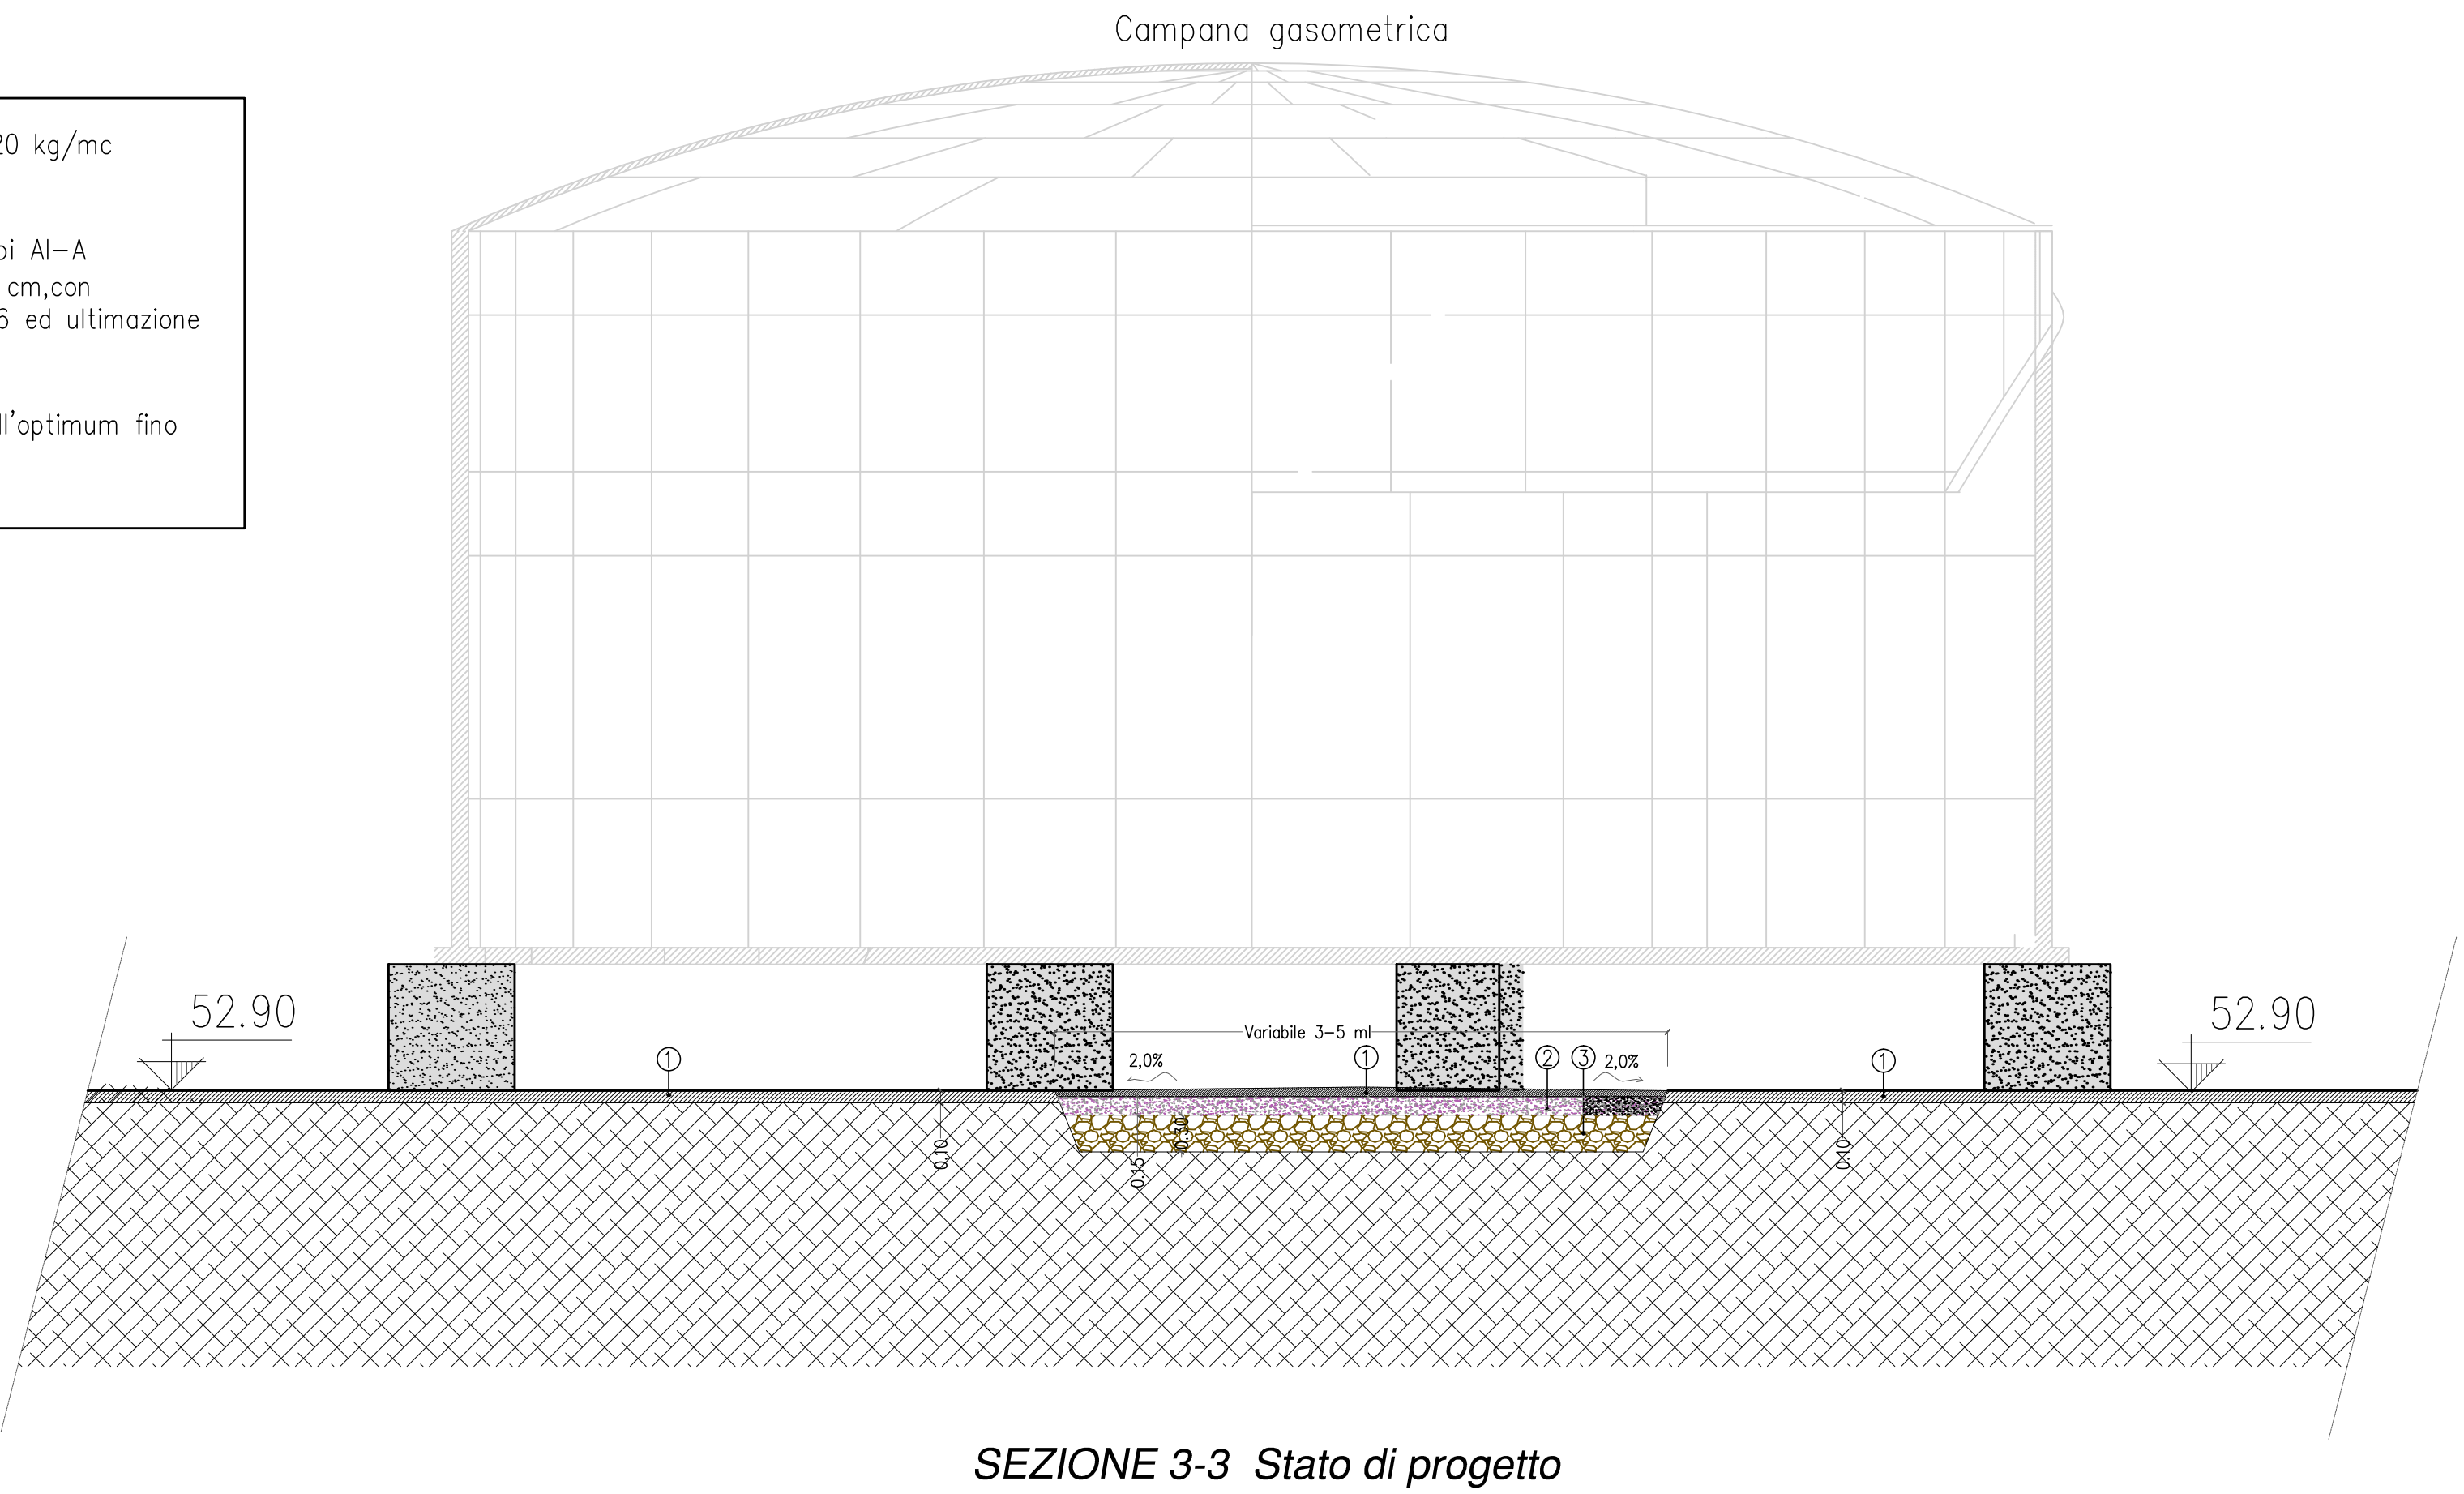 Campana gasometrica
20 kg/mc
pi AI-A
cm,con
6 ed ultimazione
ll'optimum fino
52.90
52.90
Variabile 3-5 ml
2,0%
2,0%
1
1
2
3
1
0.10
0.15
0.30
0.10
SEZIONE 3-3 Stato di progetto